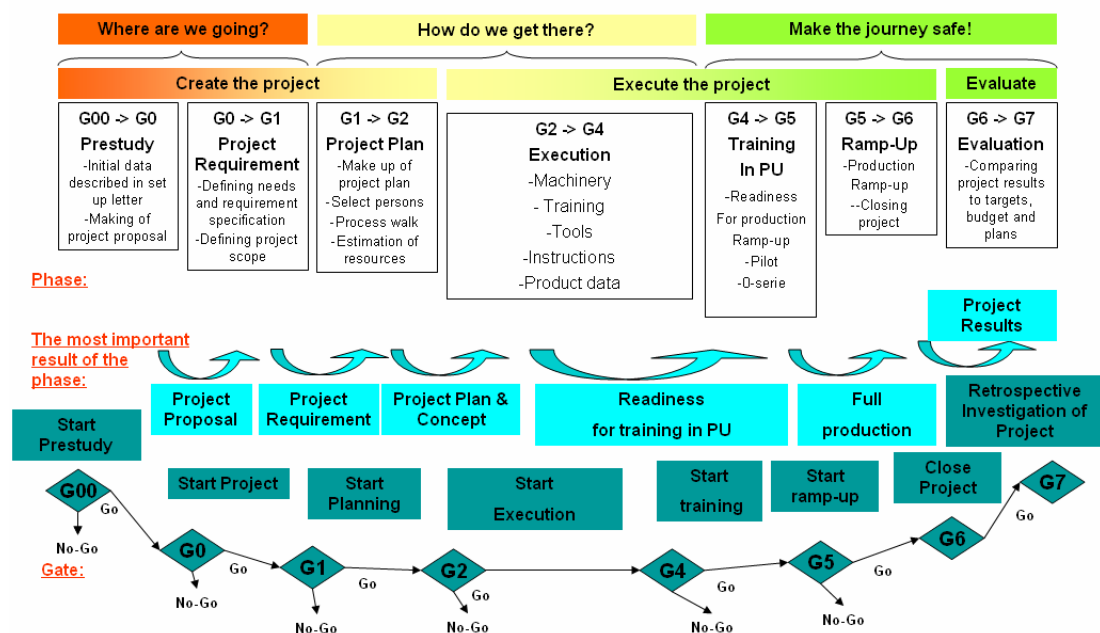 Where are we going?
How do we get there?
Make the journey safe!
Create the project
Execute the project
Evaluate
G00 -> G0
Prestudy
-Initial data
described in set
up letter
-Making of
project proposal
G0 -> G1
Project
Requirement
-Defining needs
and requirement
specification
-Defining project
scope
G1 -> G2
Project Plan
-Make up of
project plan
-Select persons
-Process walk
-Estimation of
resources
G2 -> G4
Execution
-Machinery
- Training
-Tools
-Instructions
-Product data
G4 -> G5
Training
In PU
-Readiness
For production
Ramp-up
-Pilot
-0-serie
G5 -> G6
Ramp-Up
-Production
Ramp-up
--Closing
project
G6 -> G7
Evaluation
-Comparing
project results
to targets,
budget and
plans
Phase:
The most important
result of the
phase:
Project
Proposal
Project
Requirement
Project Plan &
Concept
Readiness
for training in PU
Full
production
Project
Results
Start
Prestudy
Start Project
Start
Planning
Start
Execution
Start
training
Start
ramp-up
Close
Project
Retrospective
Investigation of
Project
Gate:
G00
Go
No-Go
G0
Go
No-Go
G1
Go
No-Go
G2
Go
No-Go
G4
Go
No-Go
G5
Go
No-Go
G6
Go
G7